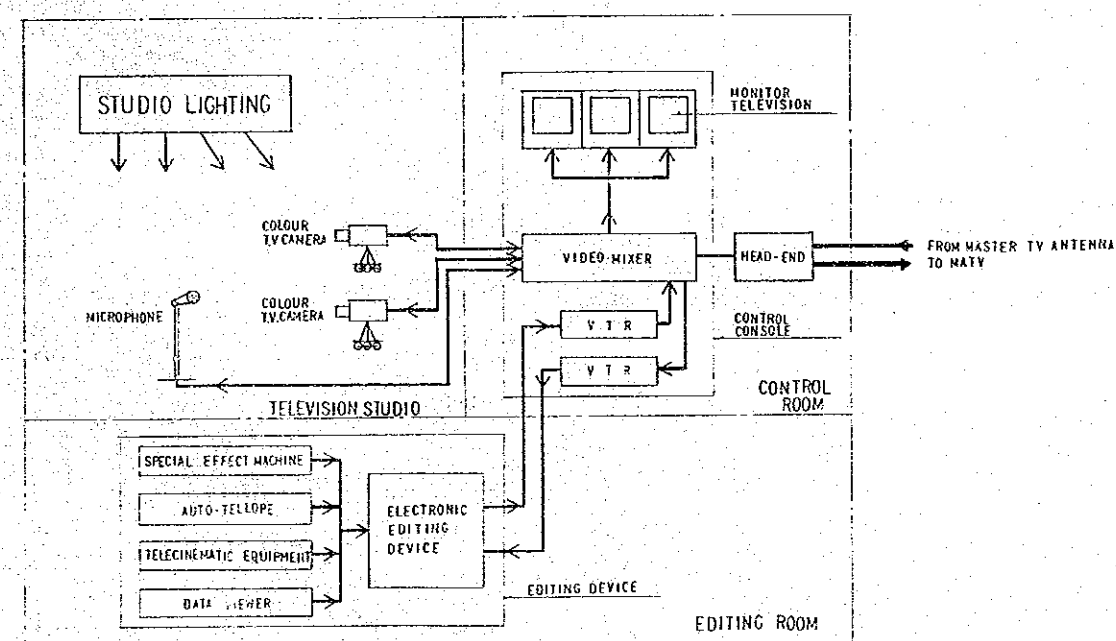 STUDIO LIGHTING
MONITOR
TELEVISION
COLOUR
T.V. CAMERA
VIDEO-MIXER
HEAD-END
FROM MASTER TV ANTENNA
TO MATV
COLOUR
T.V. CAMERA
MICROPHONE
V T R
CONTROL
CONSOLE
V T R
CONTROL
ROOM
TELEVISION STUDIO
SPECIAL EFFECT MACHINE
AUTO-TELLOPE
TELECINEMATIC EQUIPMENT
DATA VIEWER
ELECTRONIC
EDITING
DEVICE
EDITING DEVICE
EDITING ROOM